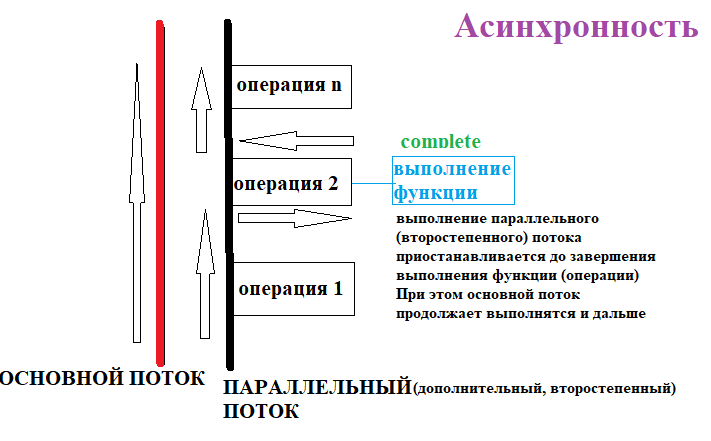 Асинхронность
операция n
complete
операция 2
выполнение
функции
выполнение параллельного
(второстепенного) потока
приостанавливается до завершения
выполнения функции (операции)
При этом основной поток
продолжает выполнятся и дальше
операция 1
ОСНОВНОЙ ПОТОК
ПАРАЛЛЕЛЬНЫЙ(дополнительный, второстепенный)
ПОТОК